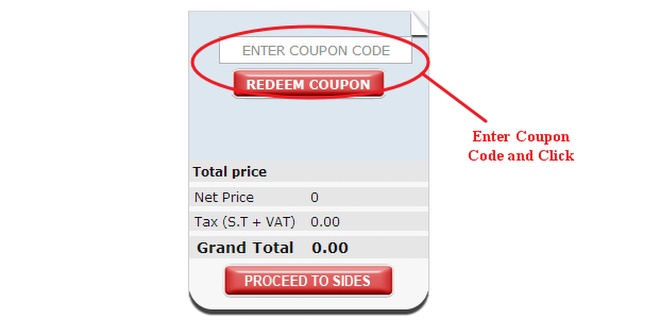 ENTER COUPON CODE
REDEEM COUPON
Enter Coupon
Code and Click
Total price
Net Price 0
Tax (S.T + VAT) 0.00
Grand Total 0.00
PROCEED TO SIDES